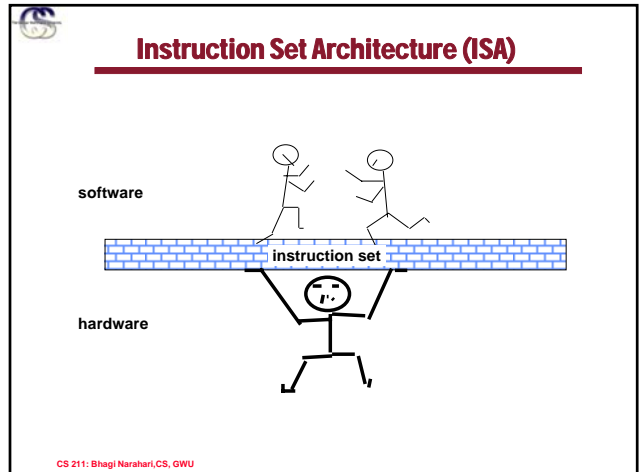 Instruction Set Architecture (ISA)
software
instruction set
hardware
CS 211: Bhagi Narahari,CS, GWU